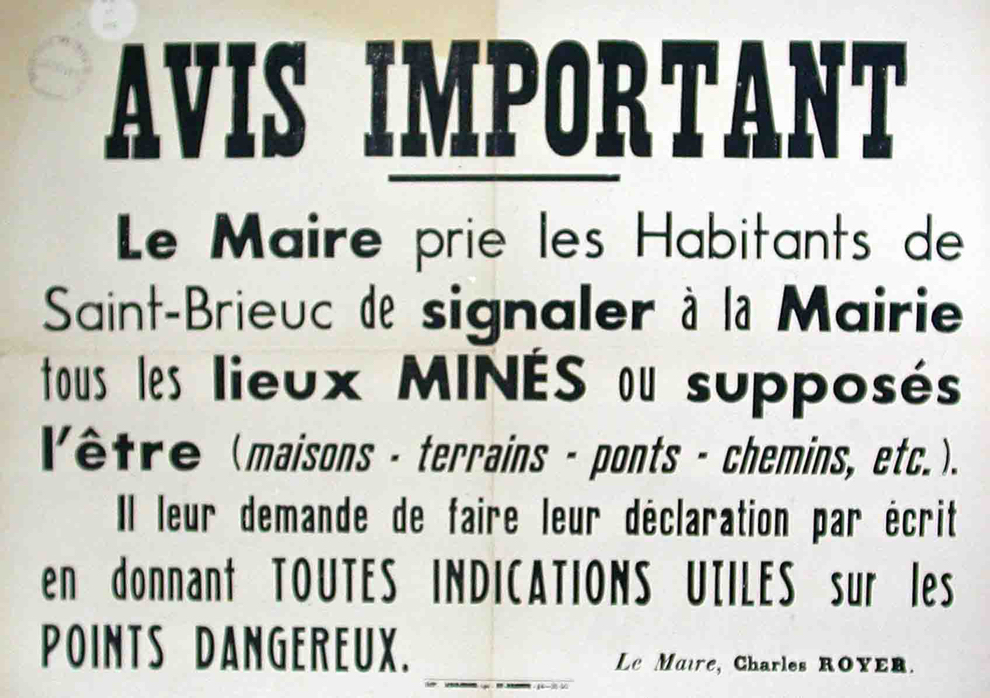 AVIS IMPORTANT
Le Maire prie les Habitants de
Saint-Brieuc de signaler à la Mairie
tous les lieux MINÉS ou supposés
l'être (maisons - terrains - ponts - chemins, etc.).
Il leur demande de faire leur déclaration par écrit
en donnant TOUTES INDICATIONS UTILES sur les
POINTS DANGEREUX.
Le Maire, Charles ROYER.